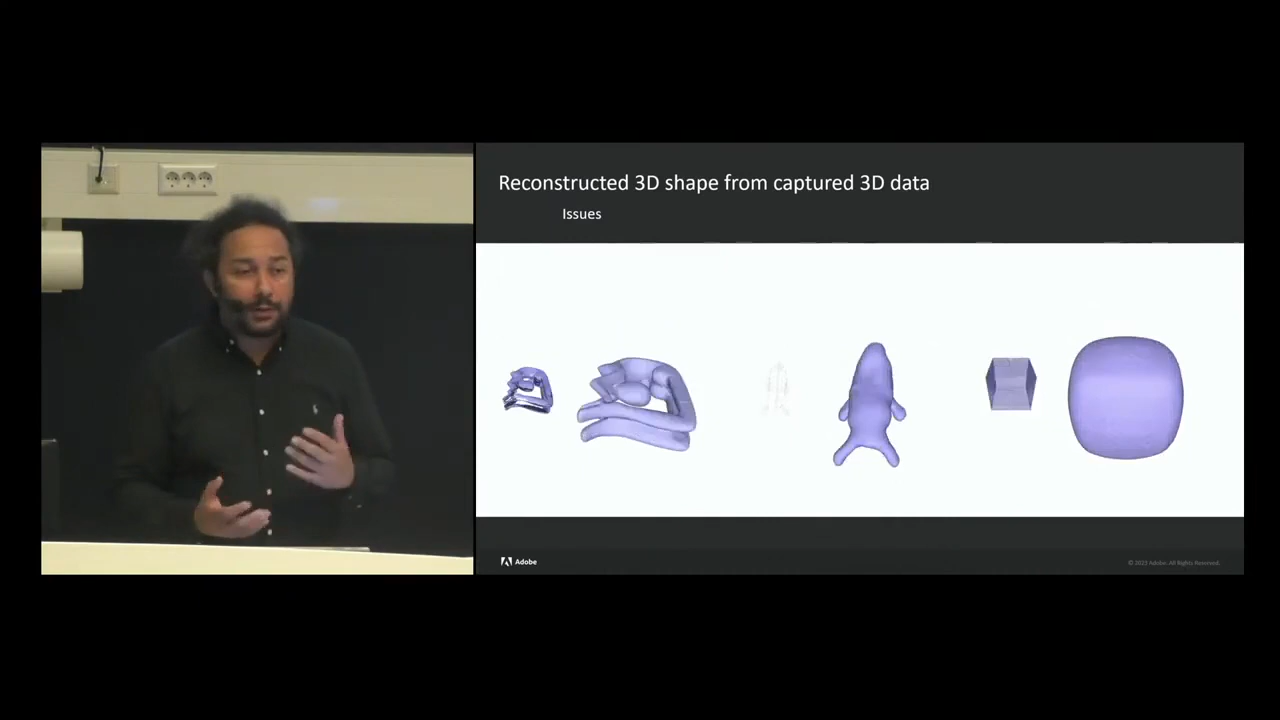 Reconstructed 3D shape from captured 3D data
Issues
Adobe
© 2023 Adobe. All Rights Reserved.